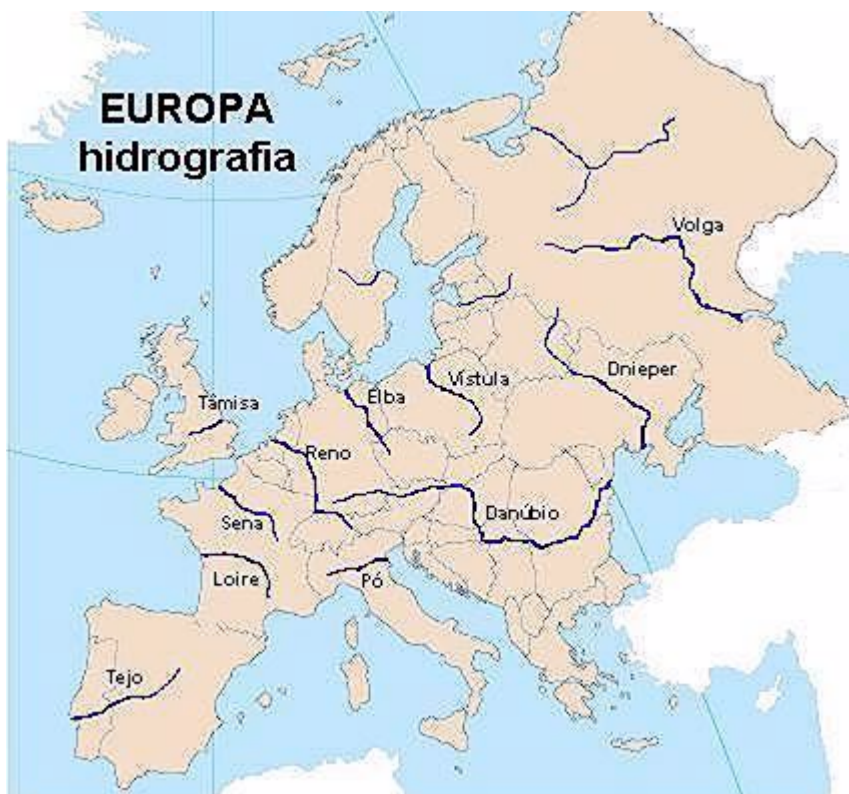 EUROPA
hidrografia
Volga
Dnieper
Vístula
Elba
Tâmisa
Reno
Danúbio
Sena
Loire
Pó
Tejo